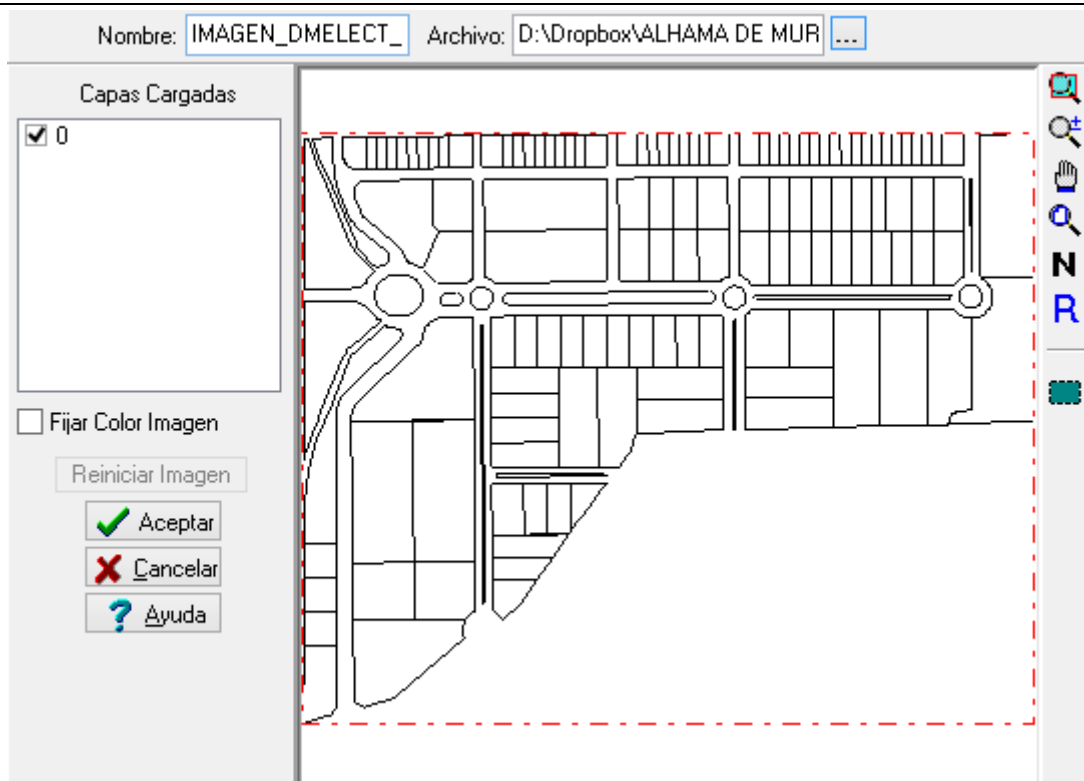 Nombre: IMAGEN_DMELECT_ Archivo: D:\Dropbox\ALHAMA DE MUR ...
Capas Cargadas
0
Fijar Color Imagen
Reiniciar Imagen
Aceptar
Cancelar
Ayuda
N
R